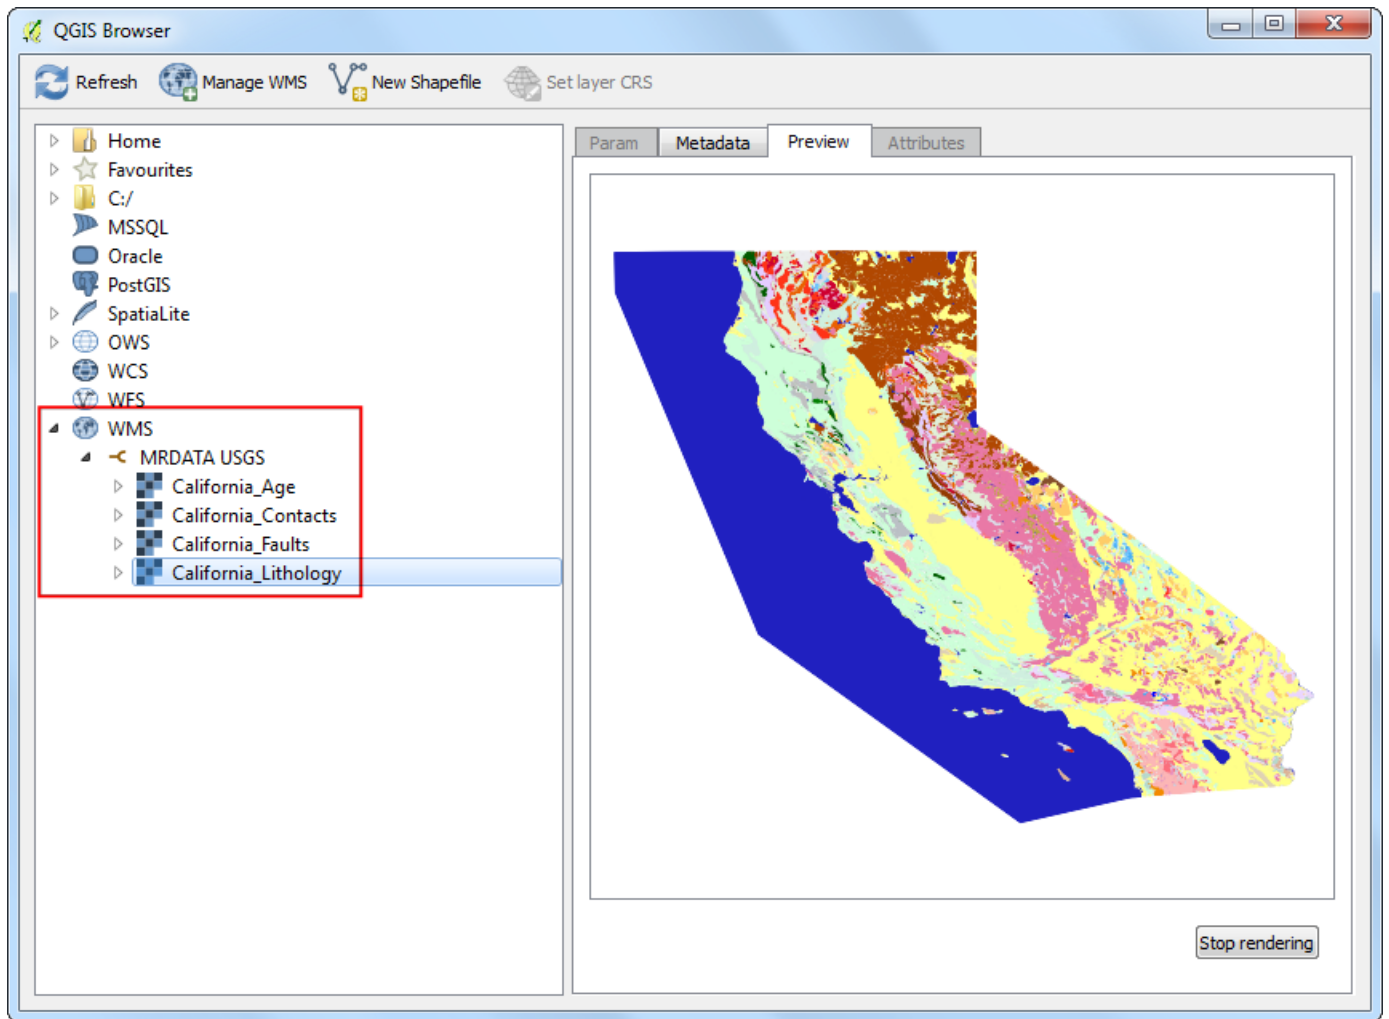 QGIS Browser
Refresh Manage WMS New Shapefile Set layer CRS
Home
Favourites
C:/
MSSQL
Oracle
PostGIS
SpatiaLite
OWS
WCS
WFS
WMS
MRDATA USGS
California_Age
California_Contacts
California_Faults
California_Lithology
Param Metadata Preview Attributes
Stop rendering